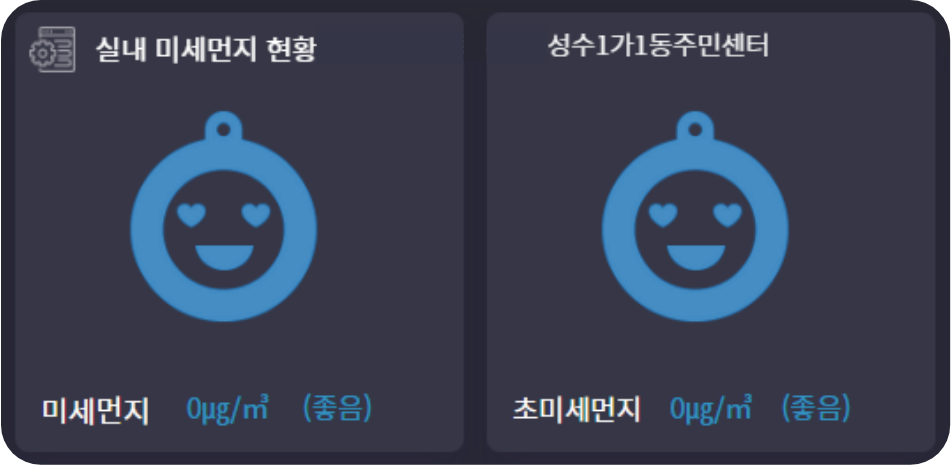 실내 미세먼지 현황
성수1가1동주민센터
미세먼지 0μg/㎥ (좋음)
초미세먼지 0μg/㎥ (좋음)